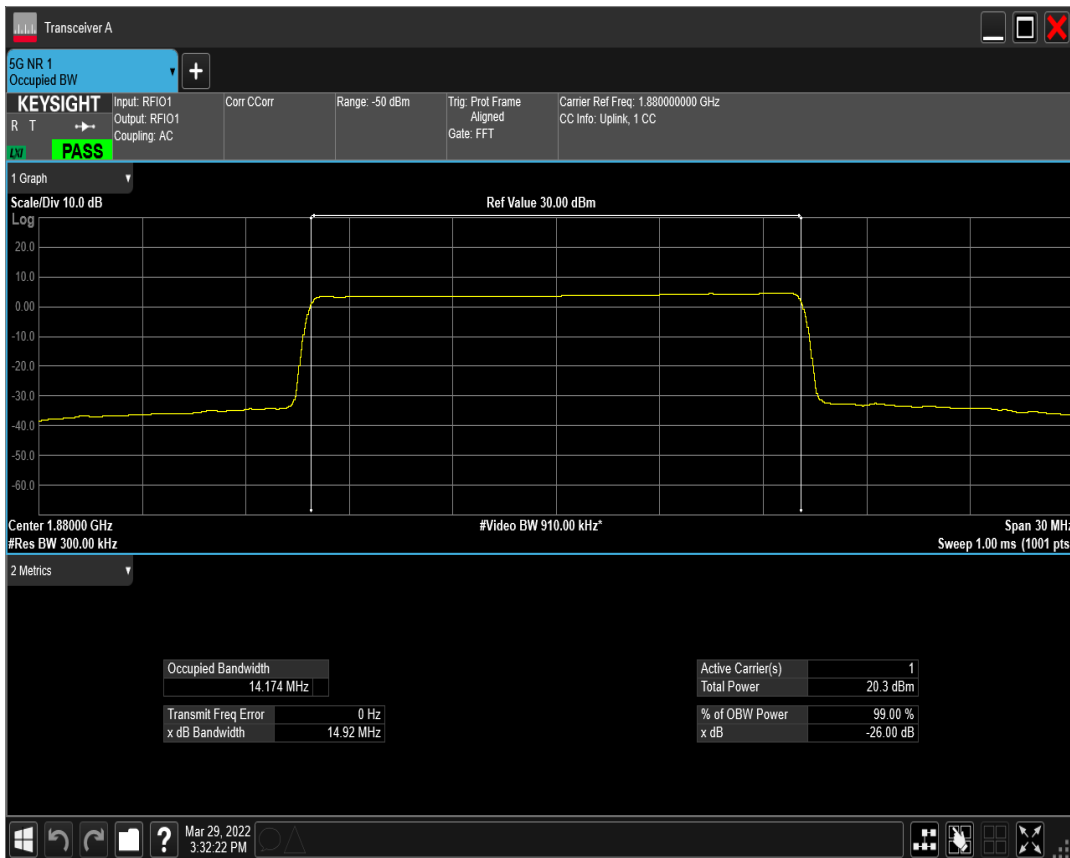 Transceiver A
5G NR 1
Occupied BW
+
KEYSIGHT
R T
LXI
PASS
Input: RFIO1
Output: RFIO1
Coupling: AC
Corr CCorr
Range: -50 dBm
Trig: Prot Frame
Aligned
Gate: FFT
Carrier Ref Freq: 1.880000000 GHz
CC Info: Uplink, 1 CC
1 Graph
Scale/Div 10.0 dB
Ref Value 30.00 dBm
Log
20.0
10.0
0.00
-10.0
-20.0
-30.0
-40.0
-50.0
-60.0
Center 1.88000 GHz
#Video BW 910.00 kHz*
Span 30 MHz
#Res BW 300.00 kHz
Sweep 1.00 ms (1001 pts
2 Metrics
Occupied Bandwidth
14.174 MHz
Transmit Freq Error 0 Hz
x dB Bandwidth 14.92 MHz
Active Carrier(s) 1
Total Power 20.3 dBm
% of OBW Power 99.00 %
x dB -26.00 dB
?
Mar 29, 2022
3:32:22 PM